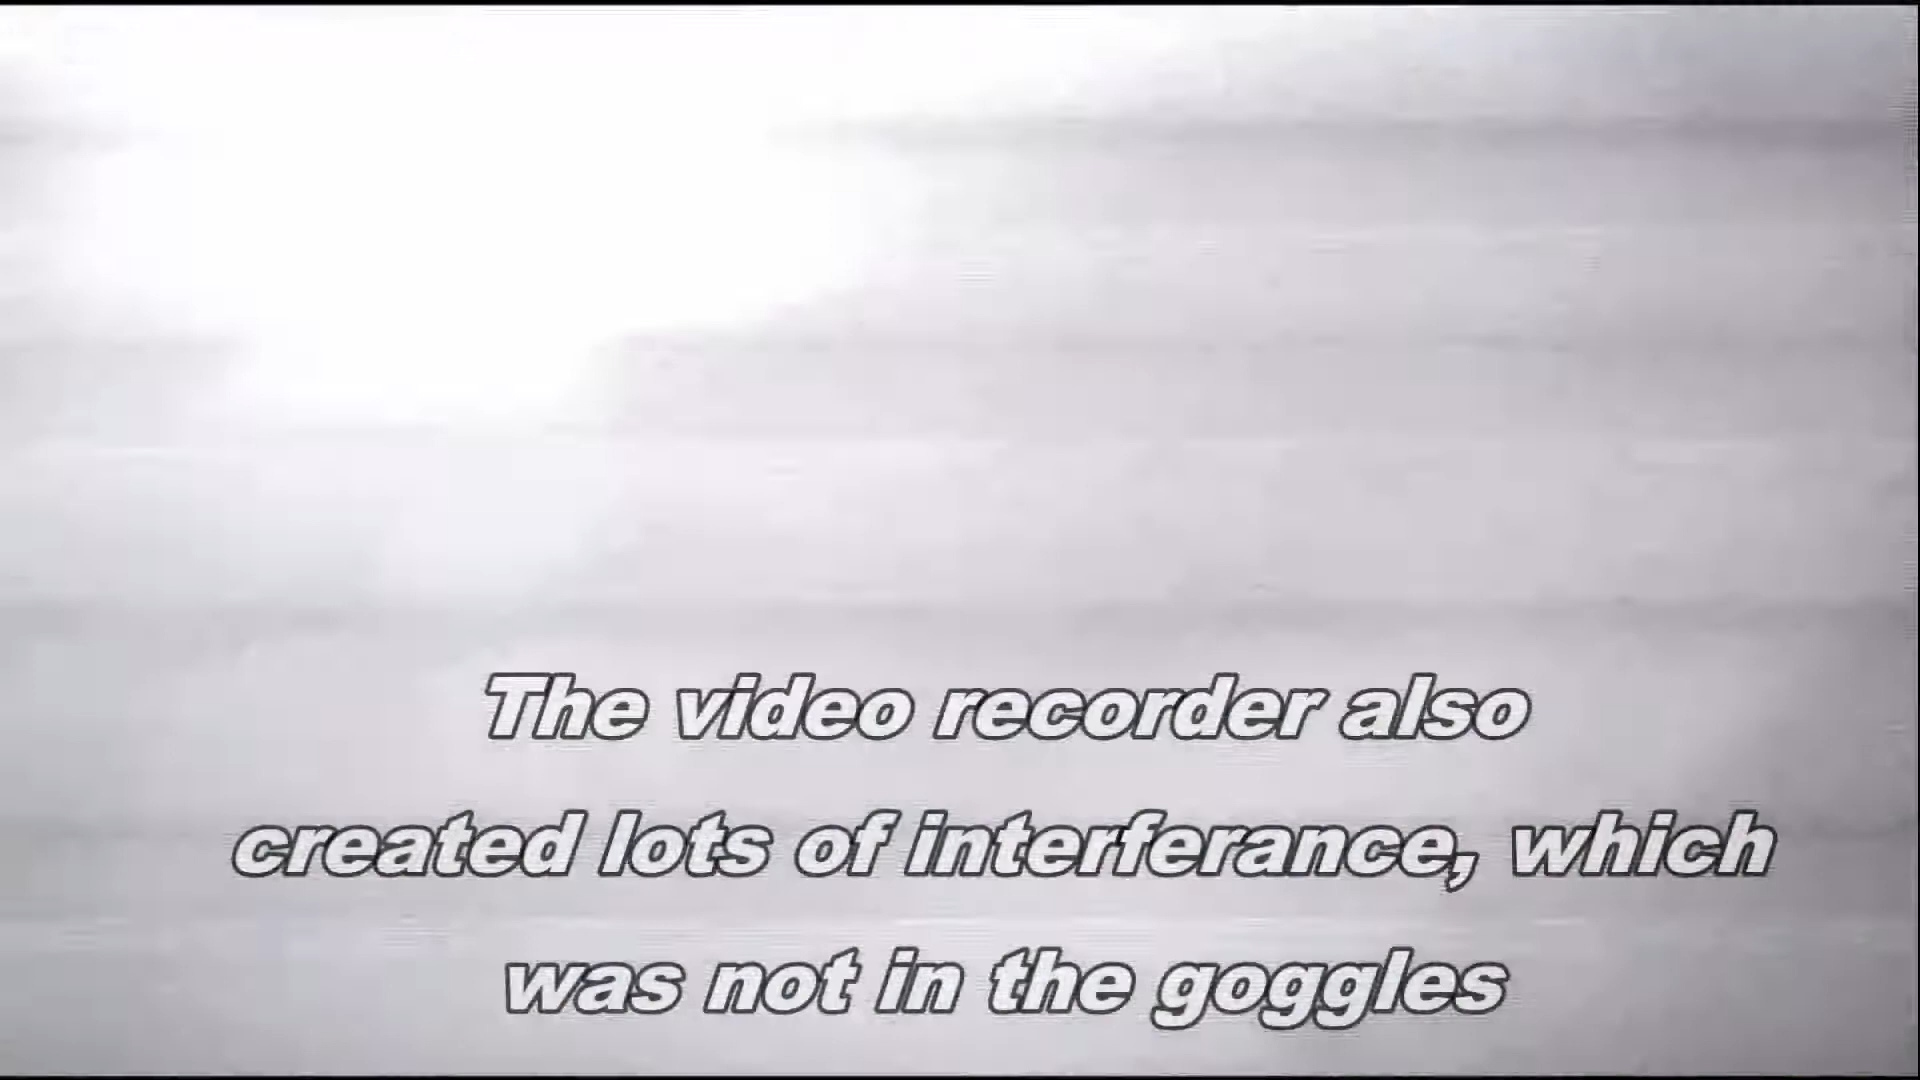 The video recorder also
created lots of interferance, which
was not in the goggles